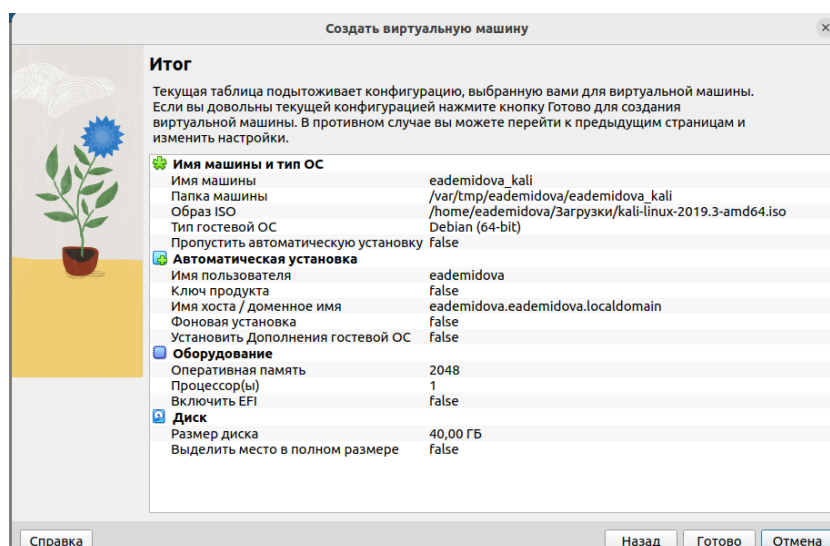 Создать виртуальную машину
Итог
Текущая таблица подытоживает конфигурацию, выбранную вами для виртуальной машины.
Если вы довольны текущей конфигурацией нажмите кнопку Готово для создания
виртуальной машины. В противном случае вы можете перейти к предыдущим страницам и
изменить настройки.
Имя машины и тип ОС
Имя машины eademidova_kali
Папка машины /var/tmp/eademidova/eademidova_kali
Образ ISO /home/eademidova/Загрузки/kali-linux-2019.3-amd64.iso
Тип гостевой ОС Debian (64-bit)
Пропустить автоматическую установку false
Автоматическая установка
Имя пользователя eademidova
Ключ продукта false
Имя хоста / доменное имя eademidova.eademidova.localdomain
Фоновая установка false
Установить Дополнения гостевой ОС false
Оборудование
Оперативная память 2048
Процессор(ы) 1
Включить EFI false
Диск
Размер диска 40,00 ГБ
Выделить место в полном размере false
Справка Назад Готово Отмена